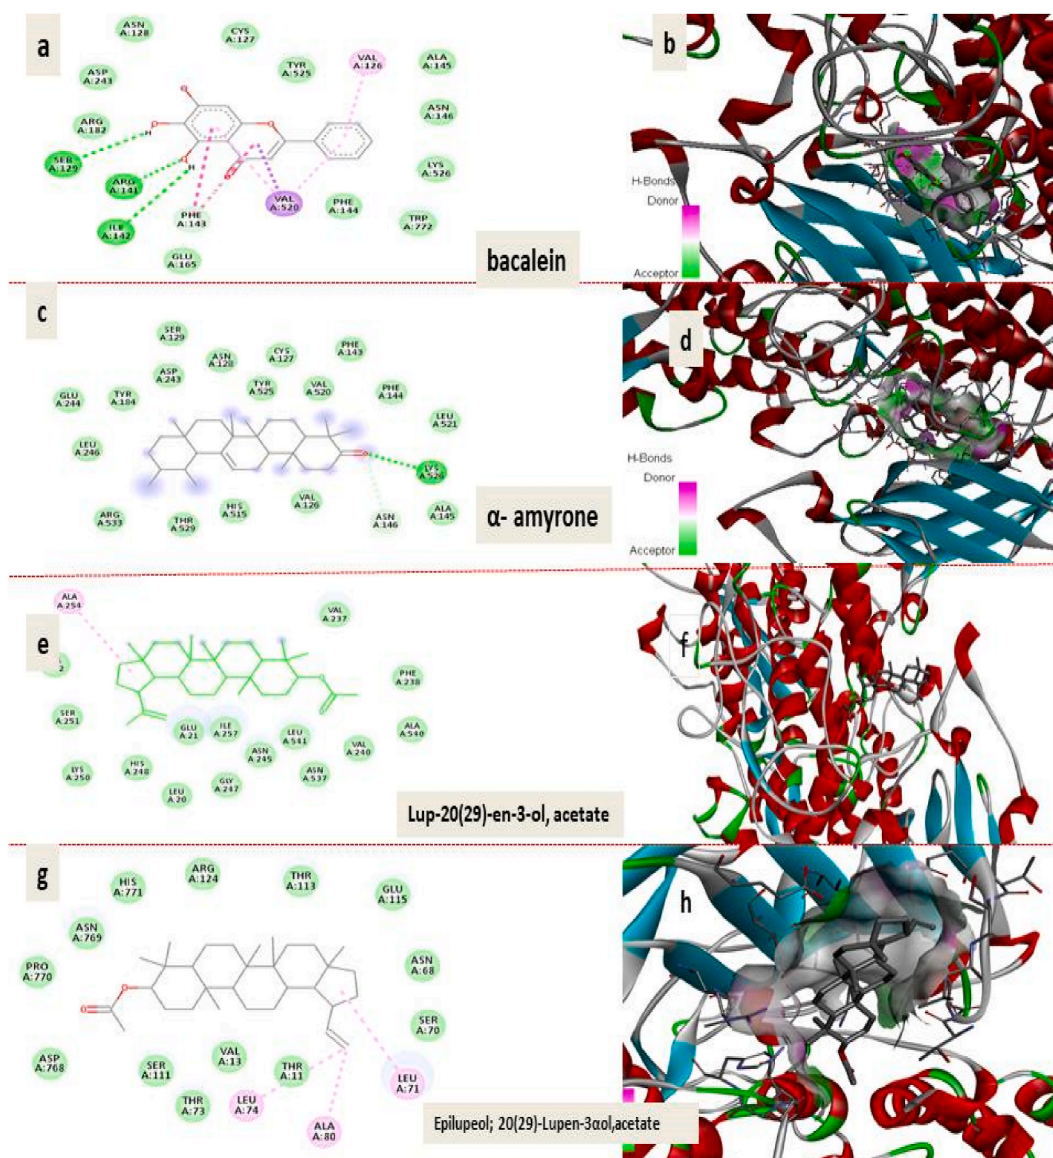 a
ASN
A:128
CYS
A:127
TYR
A:525
VAL
A:126
ALA
A:145
ASP
A:243
ASN
A:146
ARG
A:182
SER
A:129
LYS
A:526
ARG
A:141
ILE
A:142
PHE
A:143
VAL
A:520
PHE
A:144
TRP
A:772
GLU
A:165
H
H
O
bacalein
b
H-Bonds
Donor
Acceptor
c
SER
A:129
ASN
A:128
CYS
A:127
PHE
A:143
ASP
A:243
TYR
A:525
VAL
A:520
GLU
A:244
TYR
A:184
PHE
A:144
LEU
A:521
LEU
A:246
LYS
A:526
ARG
A:533
THR
A:529
HIS
A:515
VAL
A:126
ASN
A:146
ALA
A:145
α- amyrone
d
H-Bonds
Donor
Acceptor
e
ALA
A:254
VAL
A:237
PHE
A:238
SER
A:251
GLU
A:21
ILE
A:257
ASN
A:245
LEU
A:541
VAL
A:240
ALA
A:540
LYS
A:250
HIS
A:248
LEU
A:20
GLY
A:247
ASN
A:537
Lup-20(29)-en-3-ol, acetate
f
g
HIS
A:771
ARG
A:124
THR
A:113
GLU
A:115
ASN
A:769
PRO
A:770
ASN
A:68
SER
A:70
ASP
A:768
SER
A:111
VAL
A:13
THR
A:11
THR
A:73
LEU
A:74
ALA
A:80
LEU
A:71
O
O
Epilupeol; 20(29)-Lupen-3αol,acetate
h